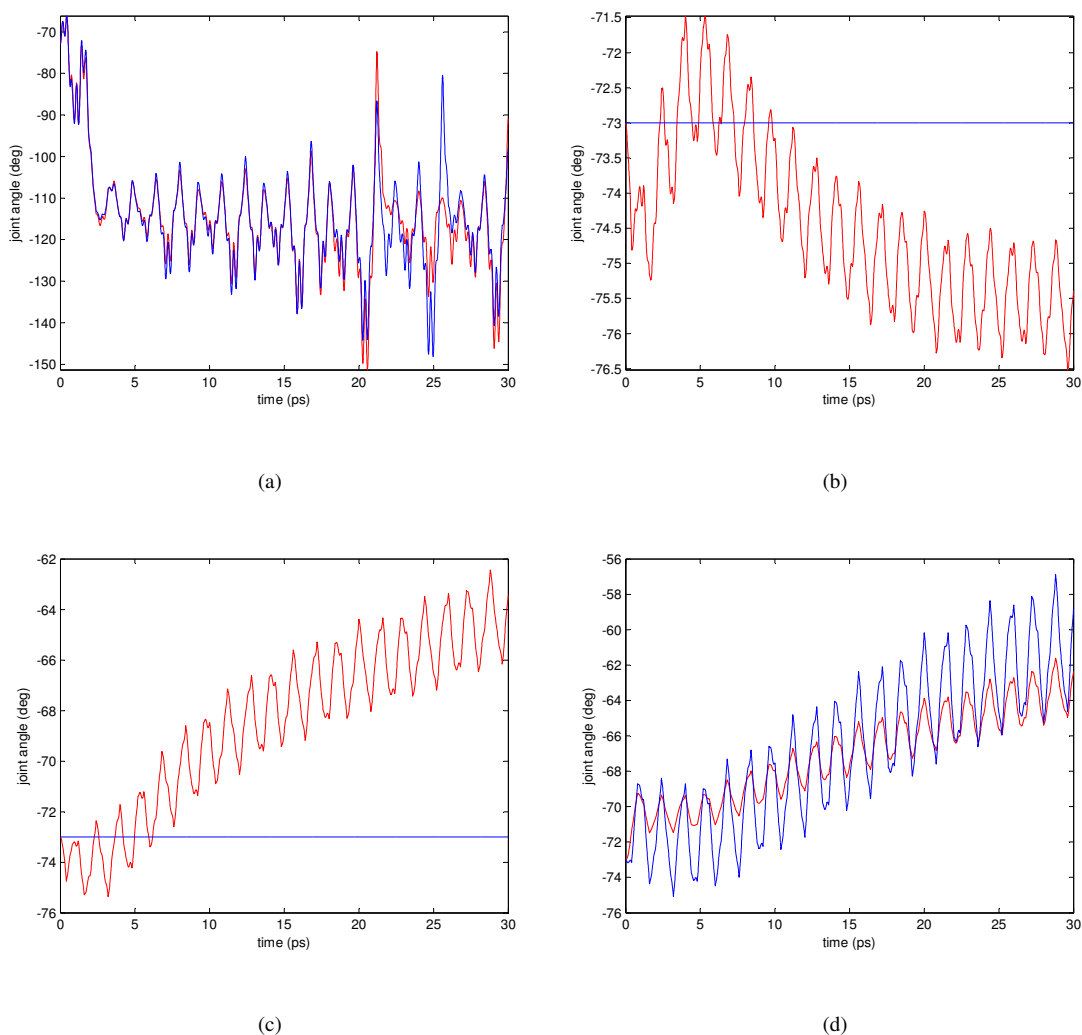 -70
-80
-90
-100
-110
-120
-130
-140
-150
joint angle (deg)
0 5 10 15 20 25 30
time (ps)
(a)
-71.5
-72
-72.5
-73
-73.5
-74
-74.5
-75
-75.5
-76
-76.5
joint angle (deg)
0 5 10 15 20 25 30
time (ps)
(b)
-62
-64
-66
-68
-70
-72
-74
-76
joint angle (deg)
0 5 10 15 20 25 30
time (ps)
(c)
-56
-58
-60
-62
-64
-66
-68
-70
-72
-74
-76
joint angle (deg)
0 5 10 15 20 25 30
time (ps)
(d)